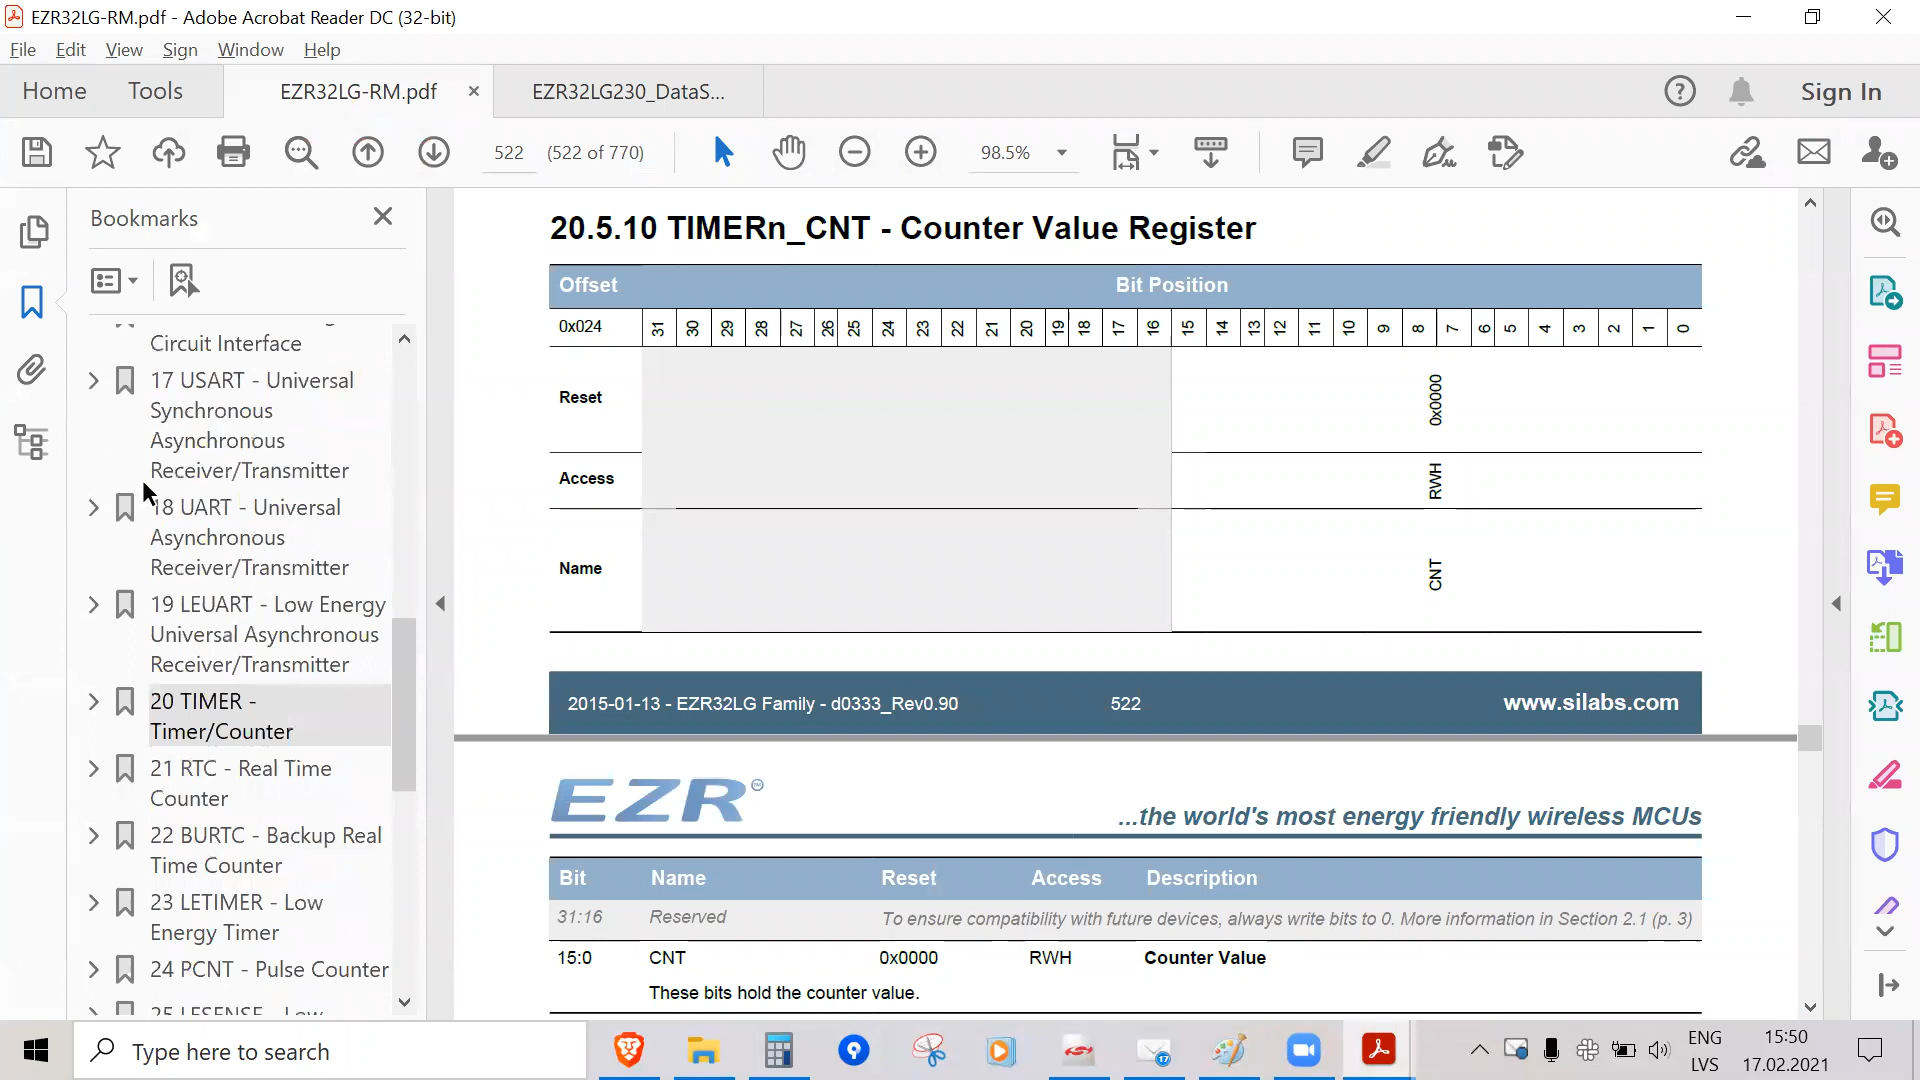 EZR32LG-RM.pdf - Adobe Acrobat Reader DC (32-bit)
File Edit View Sign Window Help
Home Tools EZR32LG-RM.pdf × EZR32LG230_DataS... Sign In
522 (522 of 770) 98.5%
Bookmarks
Circuit Interface
17 USART - Universal
Synchronous
Asynchronous
Receiver/Transmitter
18 UART - Universal
Asynchronous
Receiver/Transmitter
19 LEUART - Low Energy
Universal Asynchronous
Receiver/Transmitter
20 TIMER -
Timer/Counter
21 RTC - Real Time
Counter
22 BURTC - Backup Real
Time Counter
23 LETIMER - Low
Energy Timer
24 PCNT - Pulse Counter
25 LESENSE - Low
20.5.10 TIMERn_CNT - Counter Value Register
Offset Bit Position
0x024 31 30 29 28 27 26 25 24 23 22 21 20 19 18 17 16 15 14 13 12 11 10 9 8 7 6 5 4 3 2 1 0
Reset 0x0000
Access RWH
Name CNT
2015-01-13 - EZR32LG Family - d0333_Rev0.90 522 www.silabs.com
EZR™
...the world's most energy friendly wireless MCUs
Bit Name Reset Access Description
31:16 Reserved To ensure compatibility with future devices, always write bits to 0. More information in Section 2.1 (p. 3)
15:0 CNT 0x0000 RWH Counter Value
These bits hold the counter value.
Type here to search
17
ENG 15:50
LVS 17.02.2021